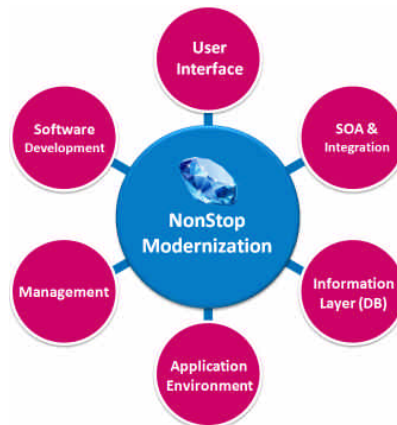 User
Interface
Software
Development
SOA &
Integration
NonStop
Modernization
Management
Information
Layer (DB)
Application
Environment